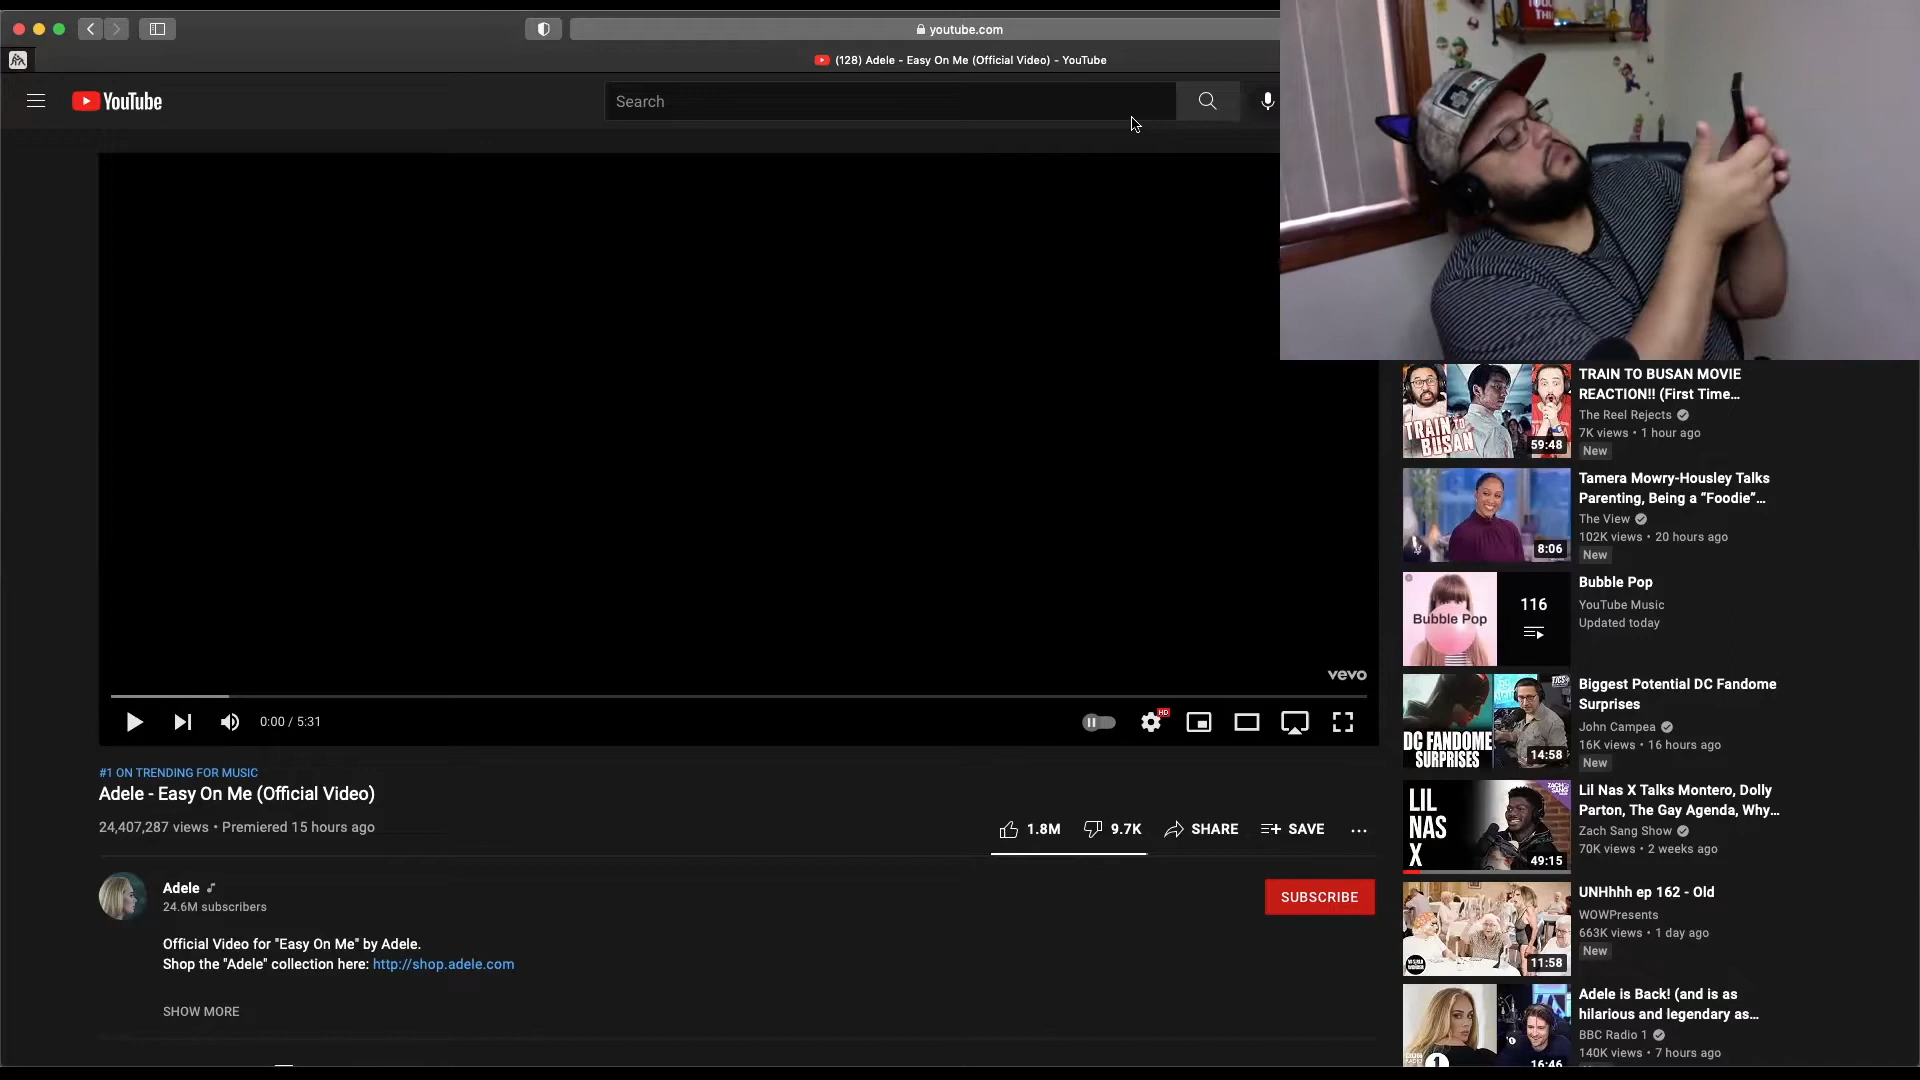 youtube.com
(128) Adele - Easy On Me (Official Video) - YouTube
YouTube
Search
vevo
0:00 / 5:31
HD
#1 ON TRENDING FOR MUSIC
Adele - Easy On Me (Official Video)
24,407,287 views • Premiered 15 hours ago
1.8M
9.7K
SHARE
SAVE
Adele
24.6M subscribers
SUBSCRIBE
Official Video for "Easy On Me" by Adele.
Shop the "Adele" collection here: http://shop.adele.com
SHOW MORE
TRAIN TO
BUSAN
59:48
TRAIN TO BUSAN MOVIE
REACTION!! (First Time...
The Reel Rejects
7K views • 1 hour ago
New
8:06
Tamera Mowry-Housley Talks
Parenting, Being a “Foodie”...
The View
102K views • 20 hours ago
New
Bubble Pop
116
Bubble Pop
YouTube Music
Updated today
DC FANDOME
SURPRISES
14:58
Biggest Potential DC Fandome
Surprises
John Campea
16K views • 16 hours ago
New
LIL
NAS
X
49:15
Lil Nas X Talks Montero, Dolly
Parton, The Gay Agenda, Why...
Zach Sang Show
70K views • 2 weeks ago
11:58
UNHhhh ep 162 - Old
WOWPresents
663K views • 1 day ago
New
16:46
Adele is Back! (and is as
hilarious and legendary as...
BBC Radio 1
140K views • 7 hours ago